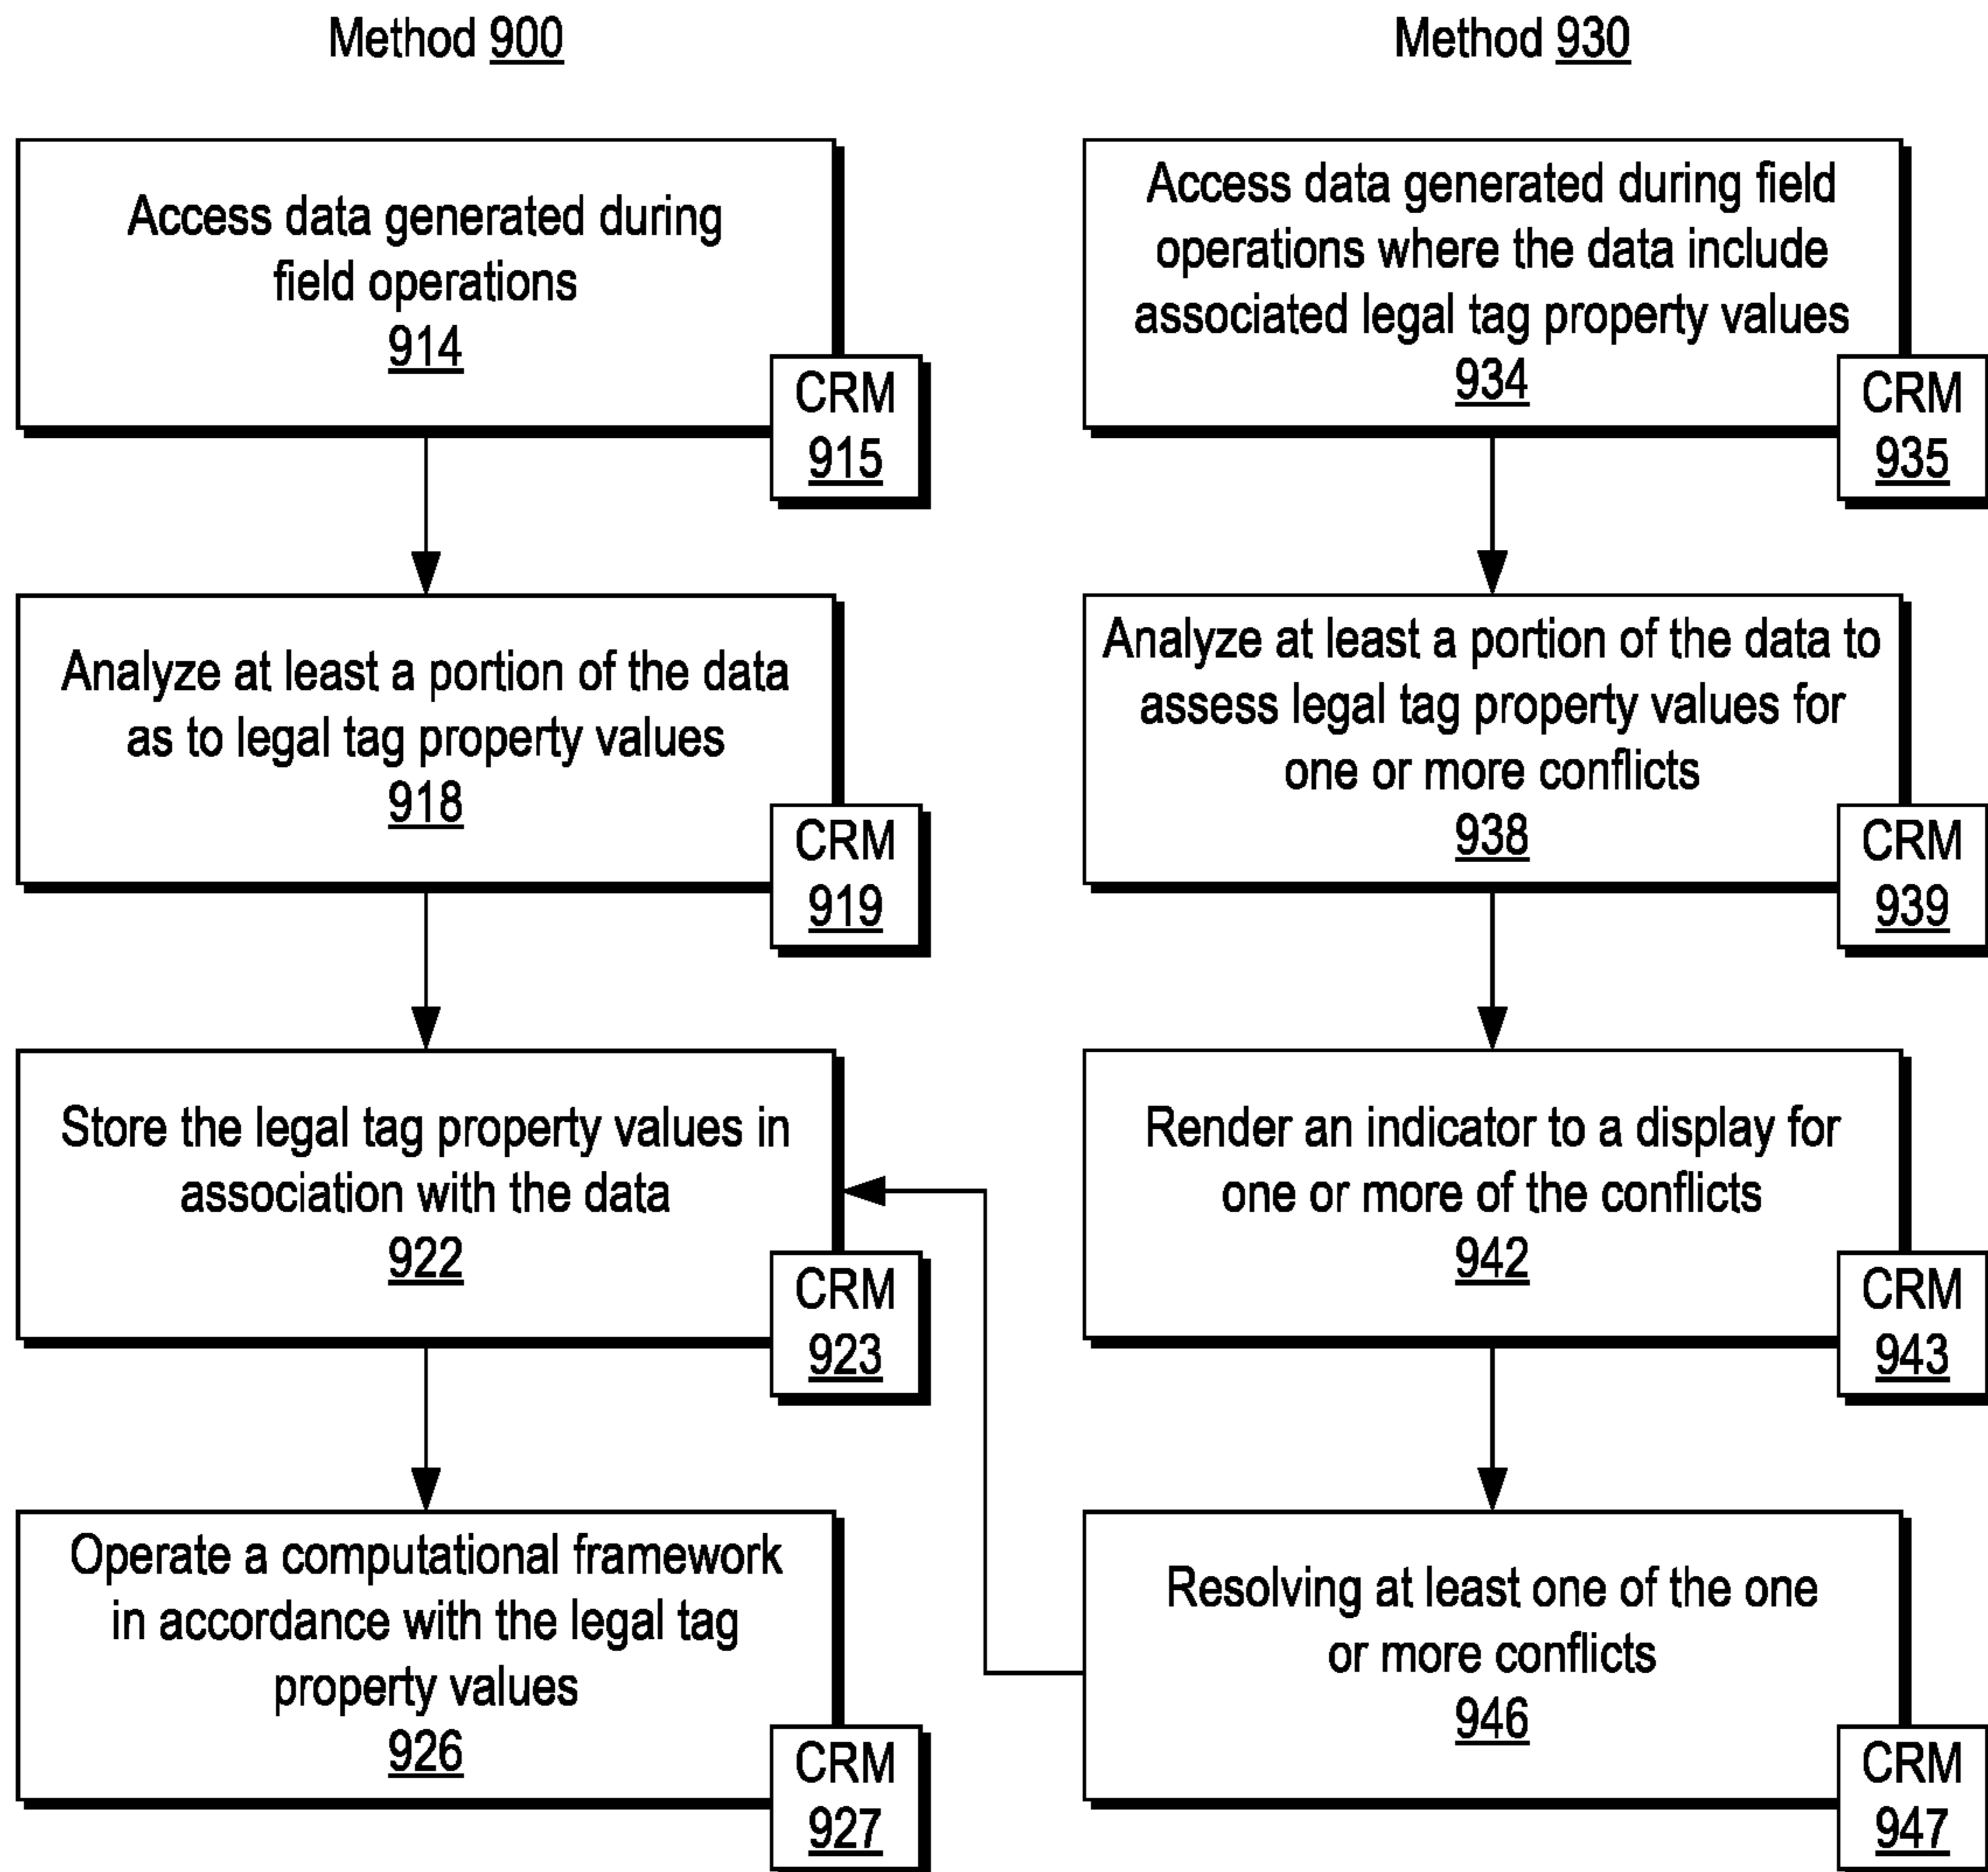 Method 900
Access data generated during
field operations
914
CRM
915
Analyze at least a portion of the data
as to legal tag property values
918
CRM
919
Store the legal tag property values in
association with the data
922
CRM
923
Operate a computational framework
in accordance with the legal tag
property values
926
CRM
927
Method 930
Access data generated during field
operations where the data include
associated legal tag property values
934
CRM
935
Analyze at least a portion of the data to
assess legal tag property values for
one or more conflicts
938
CRM
939
Render an indicator to a display for
one or more of the conflicts
942
CRM
943
Resolving at least one of the one
or more conflicts
946
CRM
947